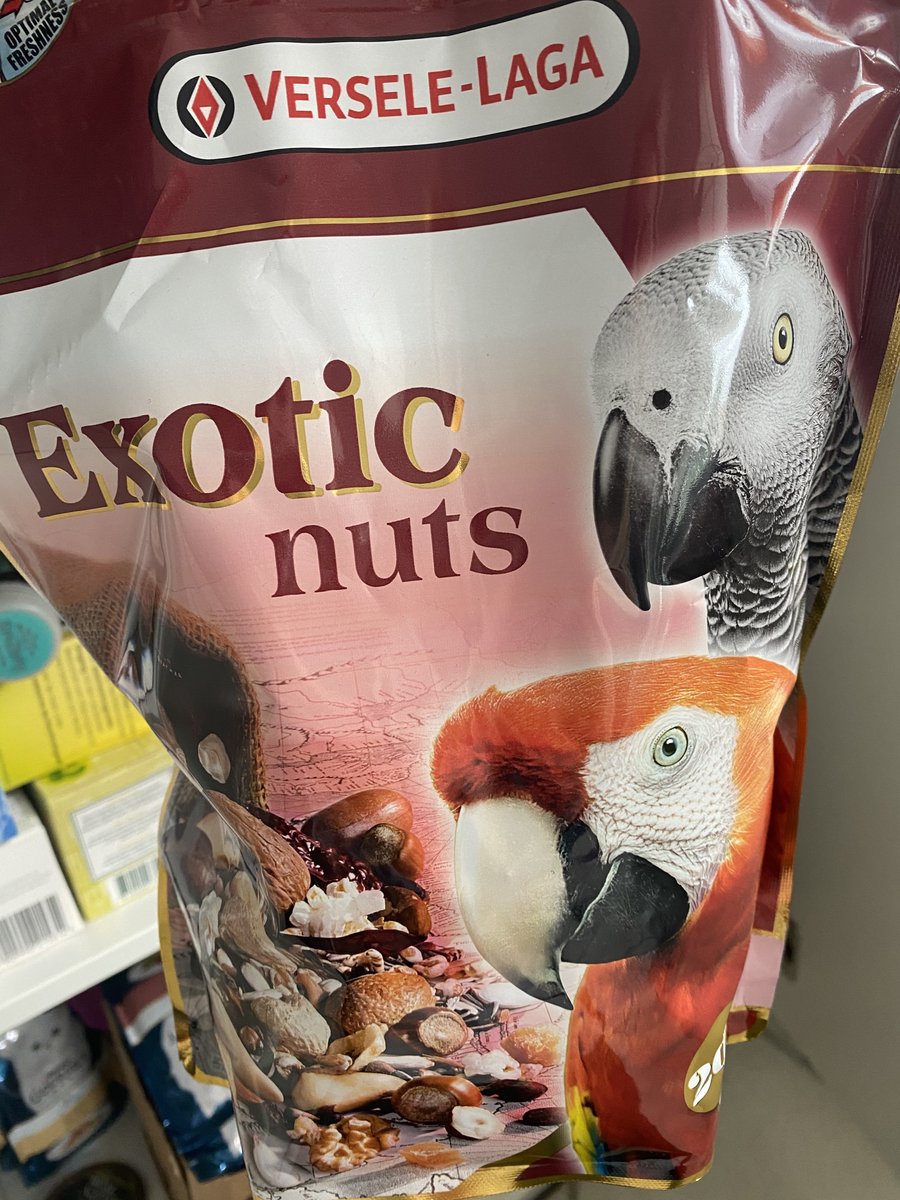 OPTIMAL
FRESHNESS
VERSELE-LAGA
Exotic
nuts